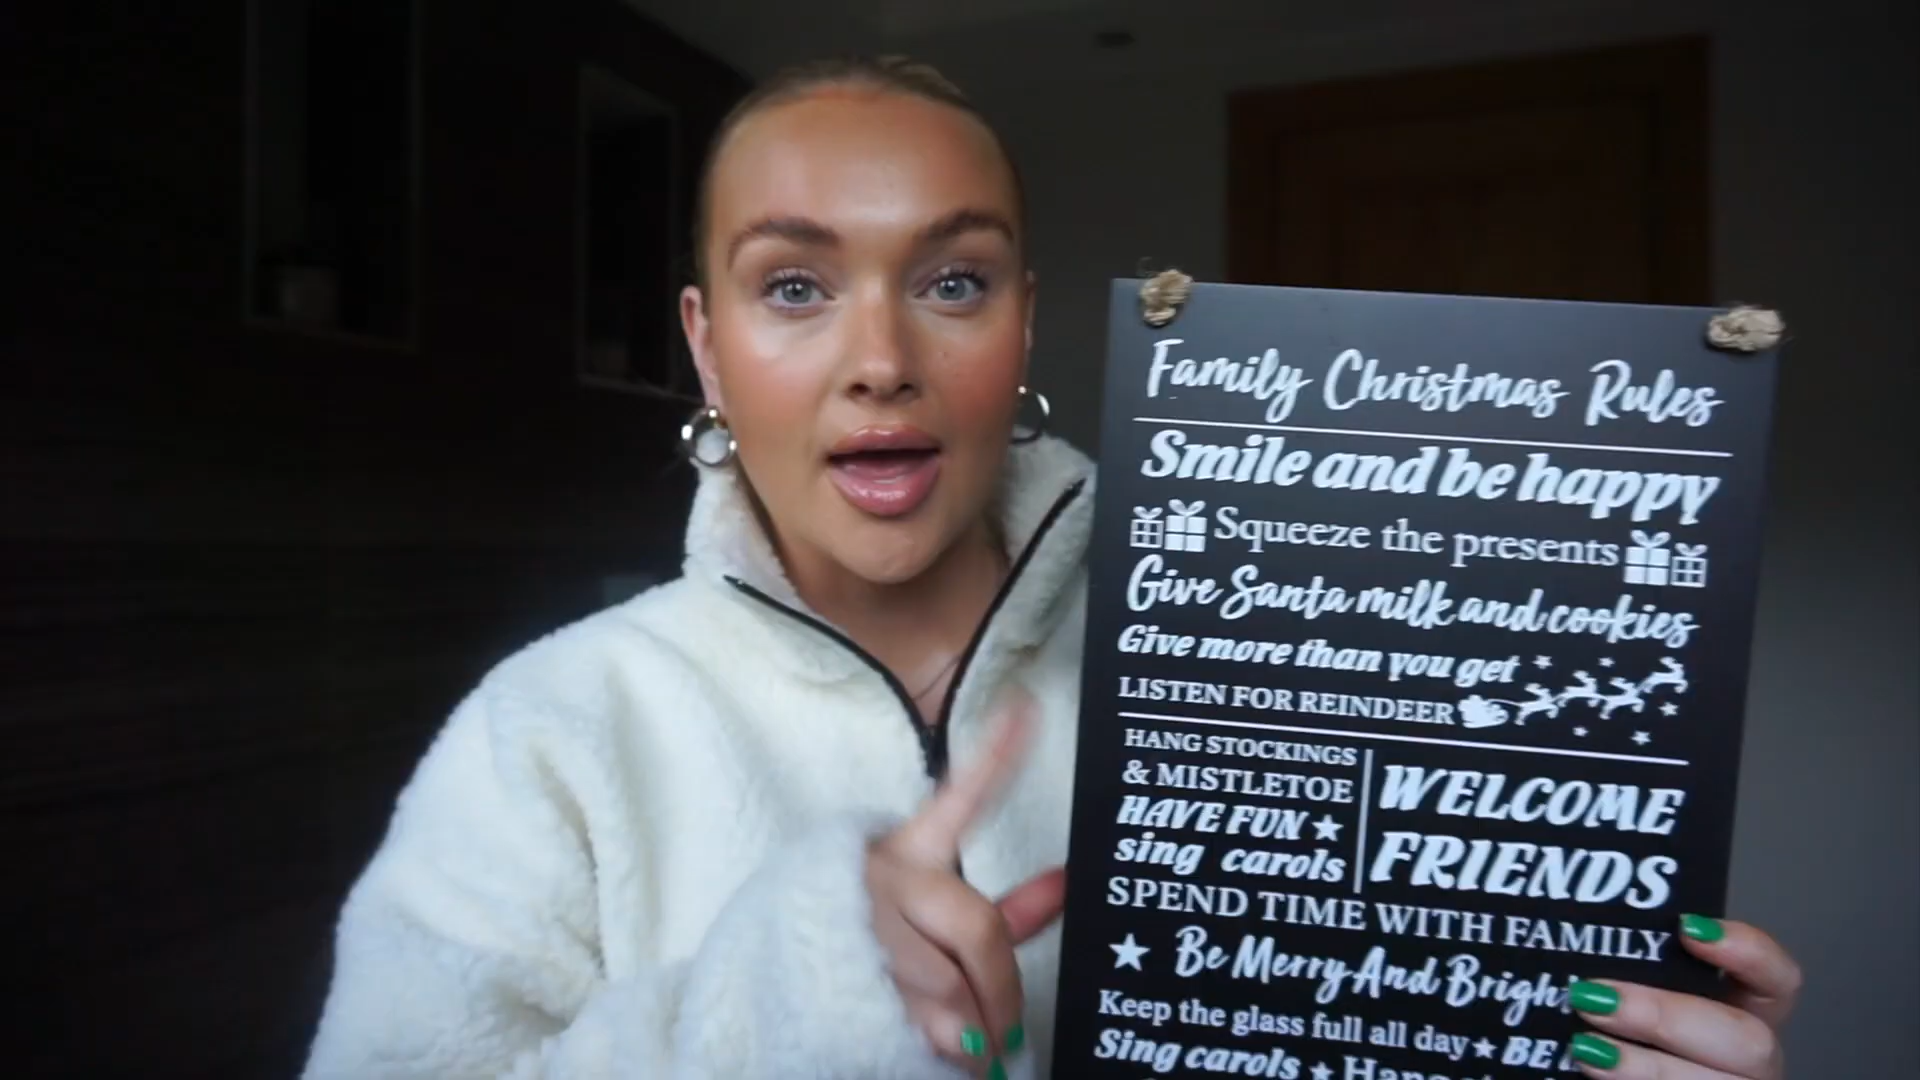 Family Christmas Rules
Smile and be happy
Squeeze the presents
Give Santa milk and cookies
Give more than you get
LISTEN FOR REINDEER
HANG STOCKINGS
& MISTLETOE
HAVE FUN
sing carols
WELCOME
FRIENDS
SPEND TIME WITH FAMILY
Be Merry And Bright
Keep the glass full all day BE
Sing carols